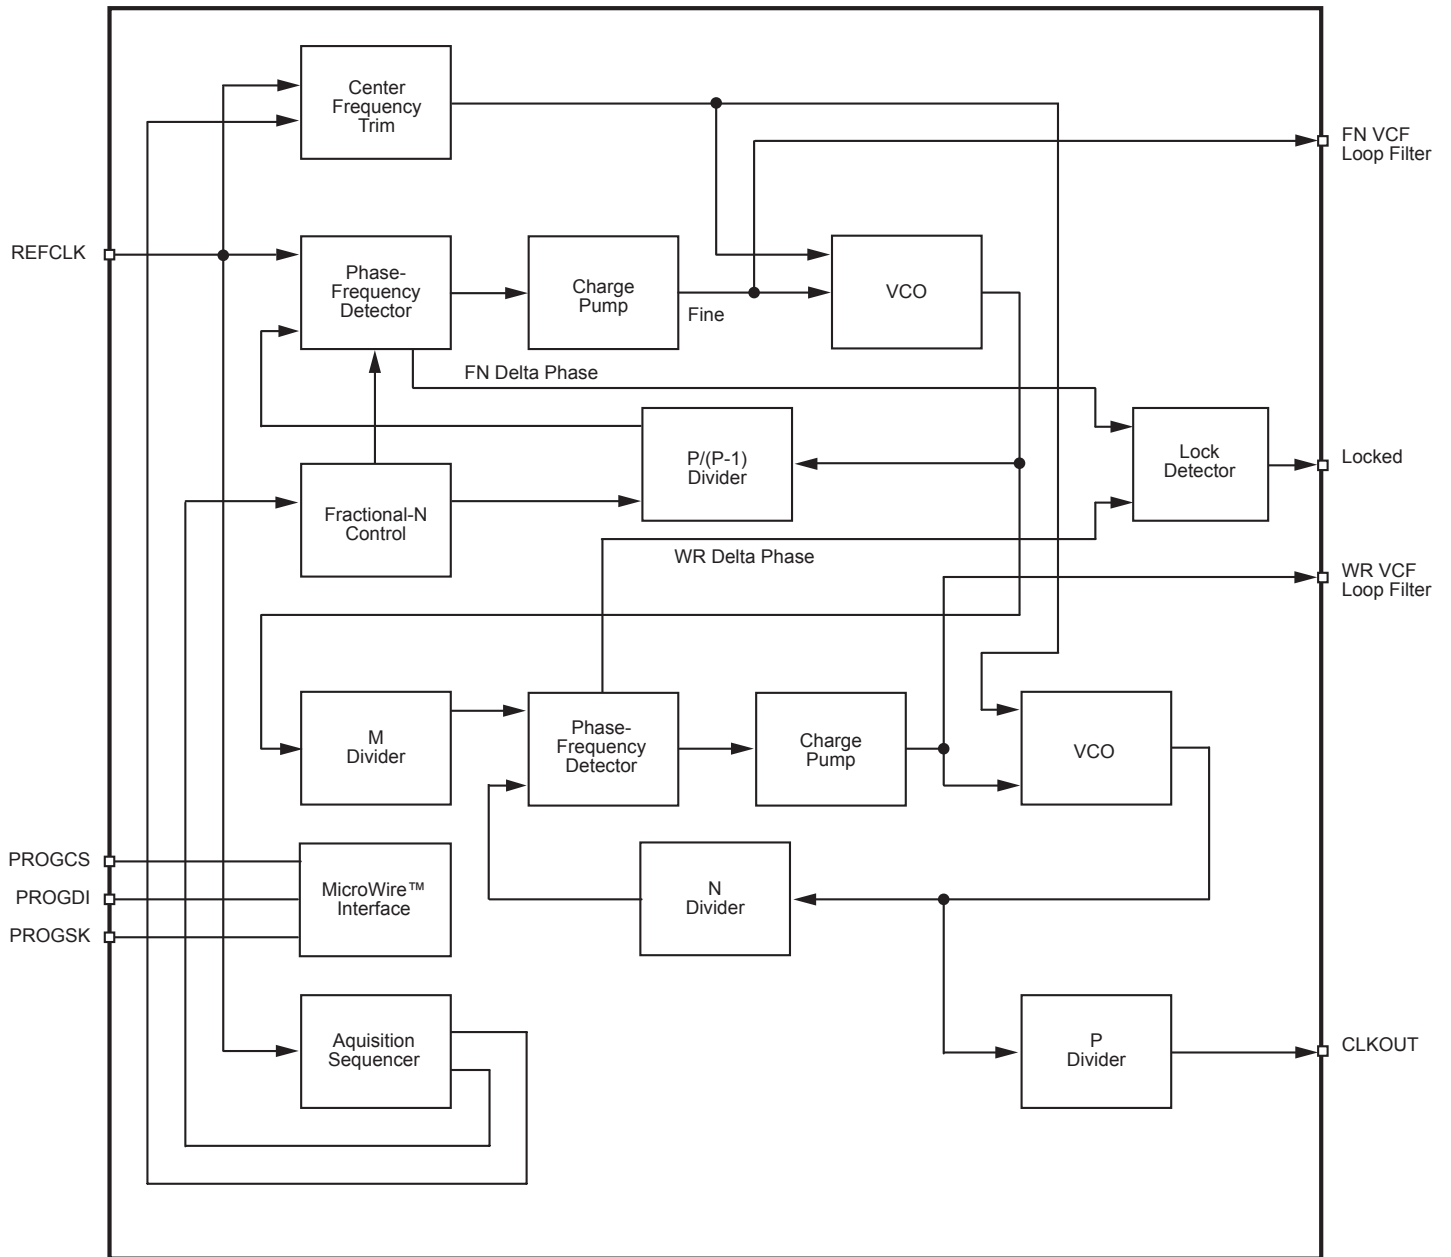 Center
Frequency
Trim
FN VCF
Loop Filter
REFCLK
Phase-
Frequency
Detector
Charge
Pump
Fine
VCO
FN Delta Phase
P/(P-1)
Divider
Lock
Detector
Locked
Fractional-N
Control
WR Delta Phase
WR VCF
Loop Filter
M
Divider
Phase-
Frequency
Detector
Charge
Pump
VCO
PROGCS
PROGDI
PROGSK
MicroWire™
Interface
N
Divider
Aquisition
Sequencer
P
Divider
CLKOUT